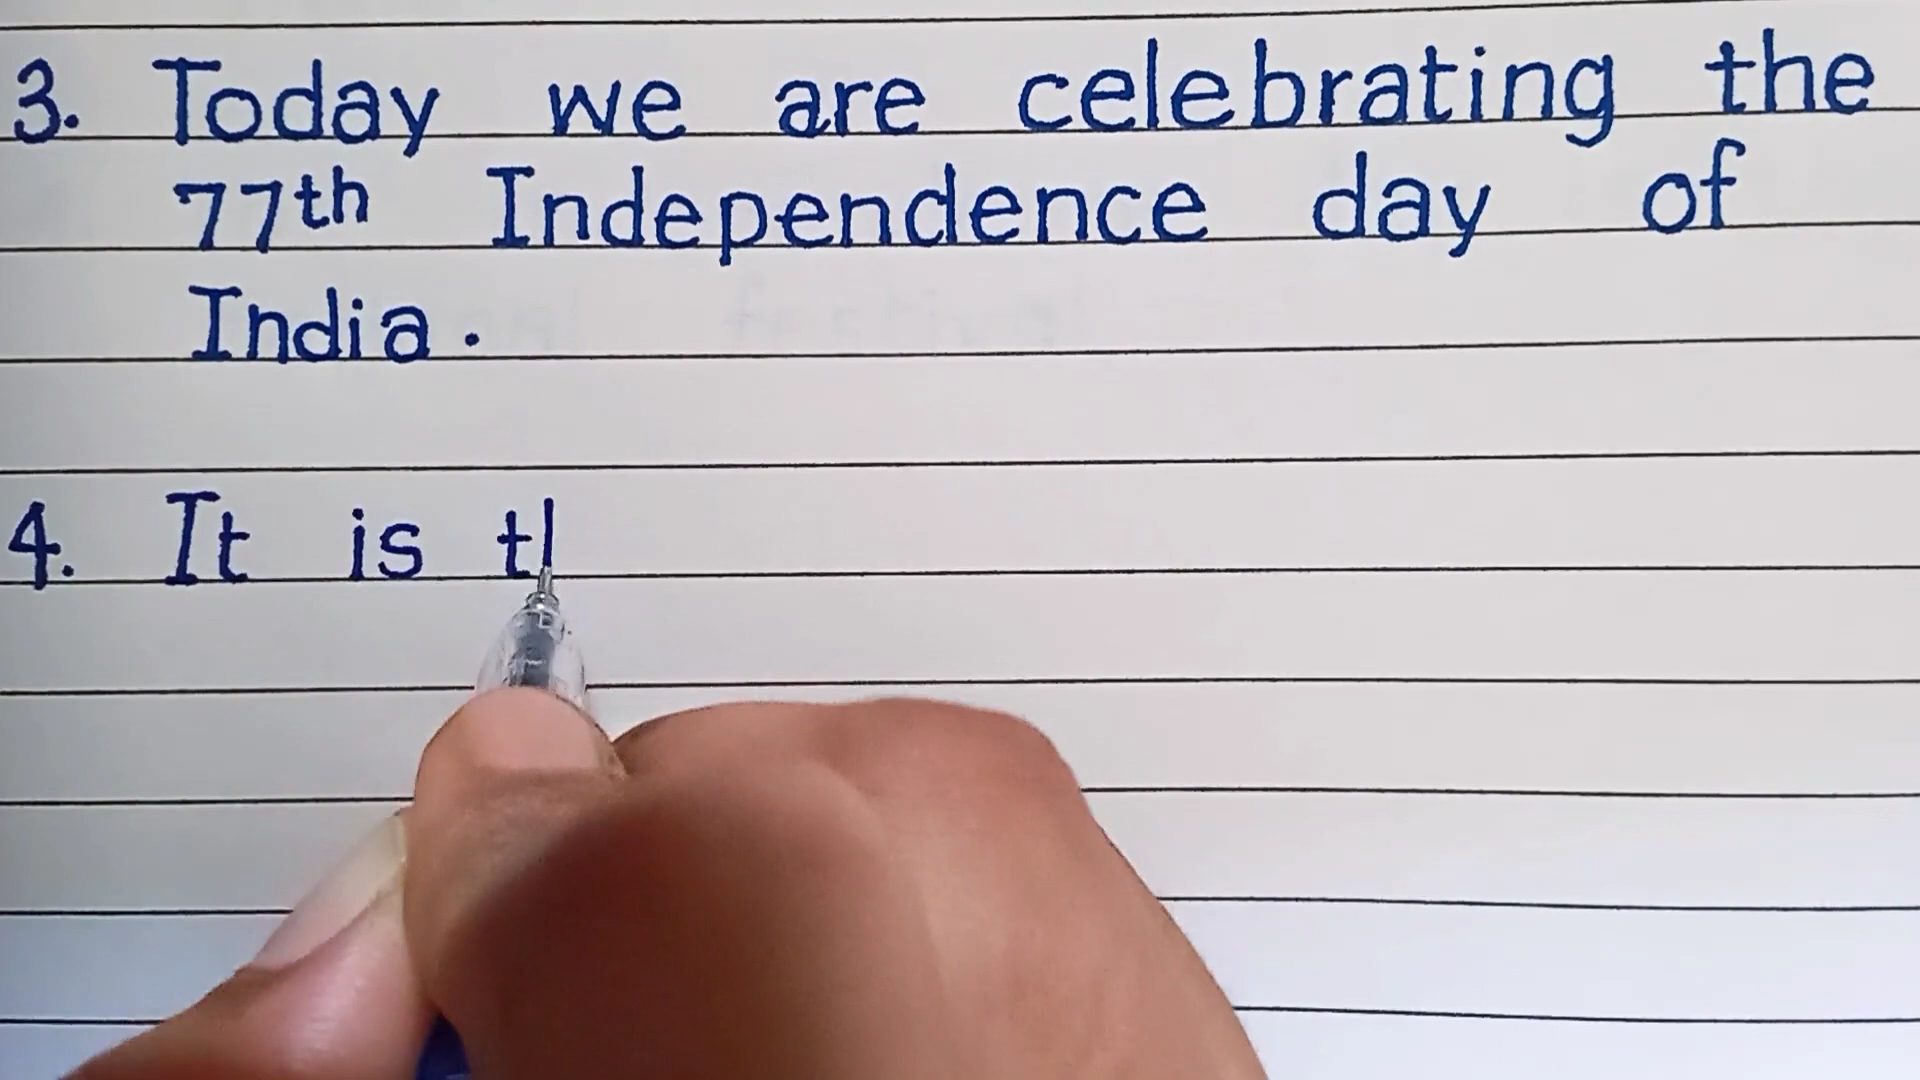 3. Today we are celebrating the
77th Independence day of
India.
4. It is